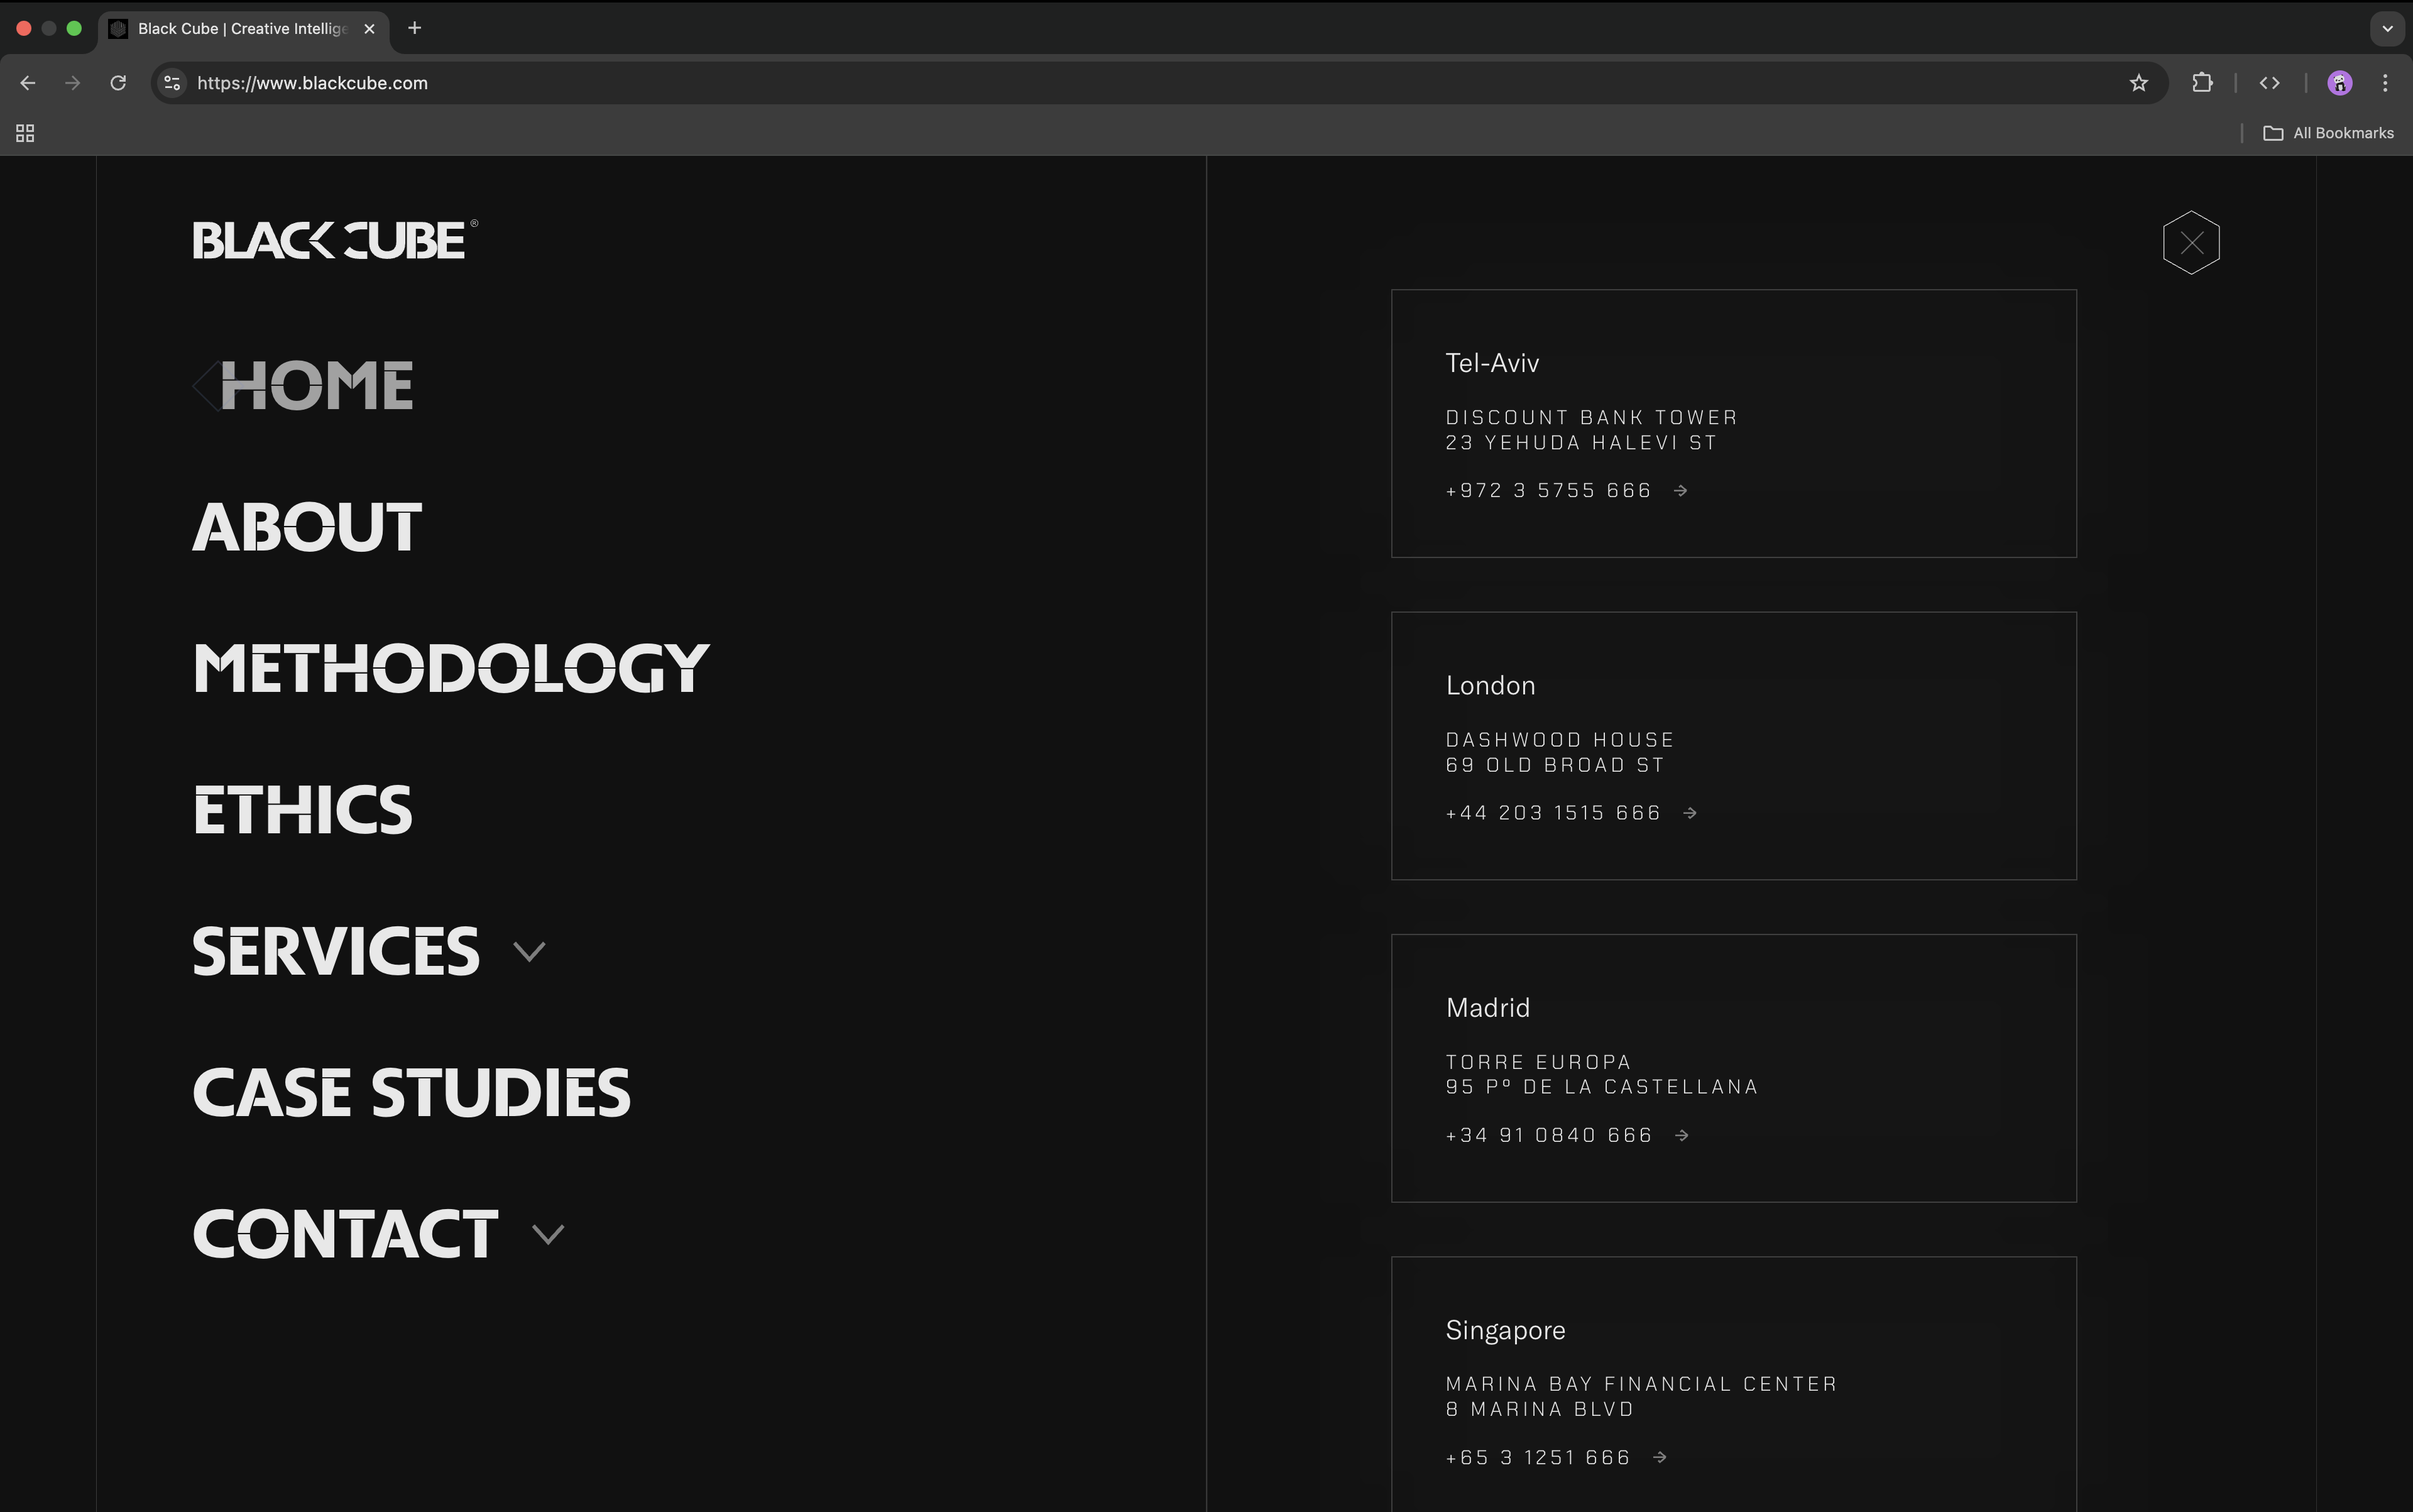 Black Cube | Creative Intellige
https://www.blackcube.com
All Bookmarks
BLACK CUBE®
HOME
ABOUT
METHODOLOGY
ETHICS
SERVICES
CASE STUDIES
CONTACT
Tel-Aviv
DISCOUNT BANK TOWER
23 YEHUDA HALEVI ST
+972 3 5755 666 →
London
DASHWOOD HOUSE
69 OLD BROAD ST
+44 203 1515 666 →
Madrid
TORRE EUROPA
95 Pº DE LA CASTELLANA
+34 91 0840 666 →
Singapore
MARINA BAY FINANCIAL CENTER
8 MARINA BLVD
+65 3 1251 666 →